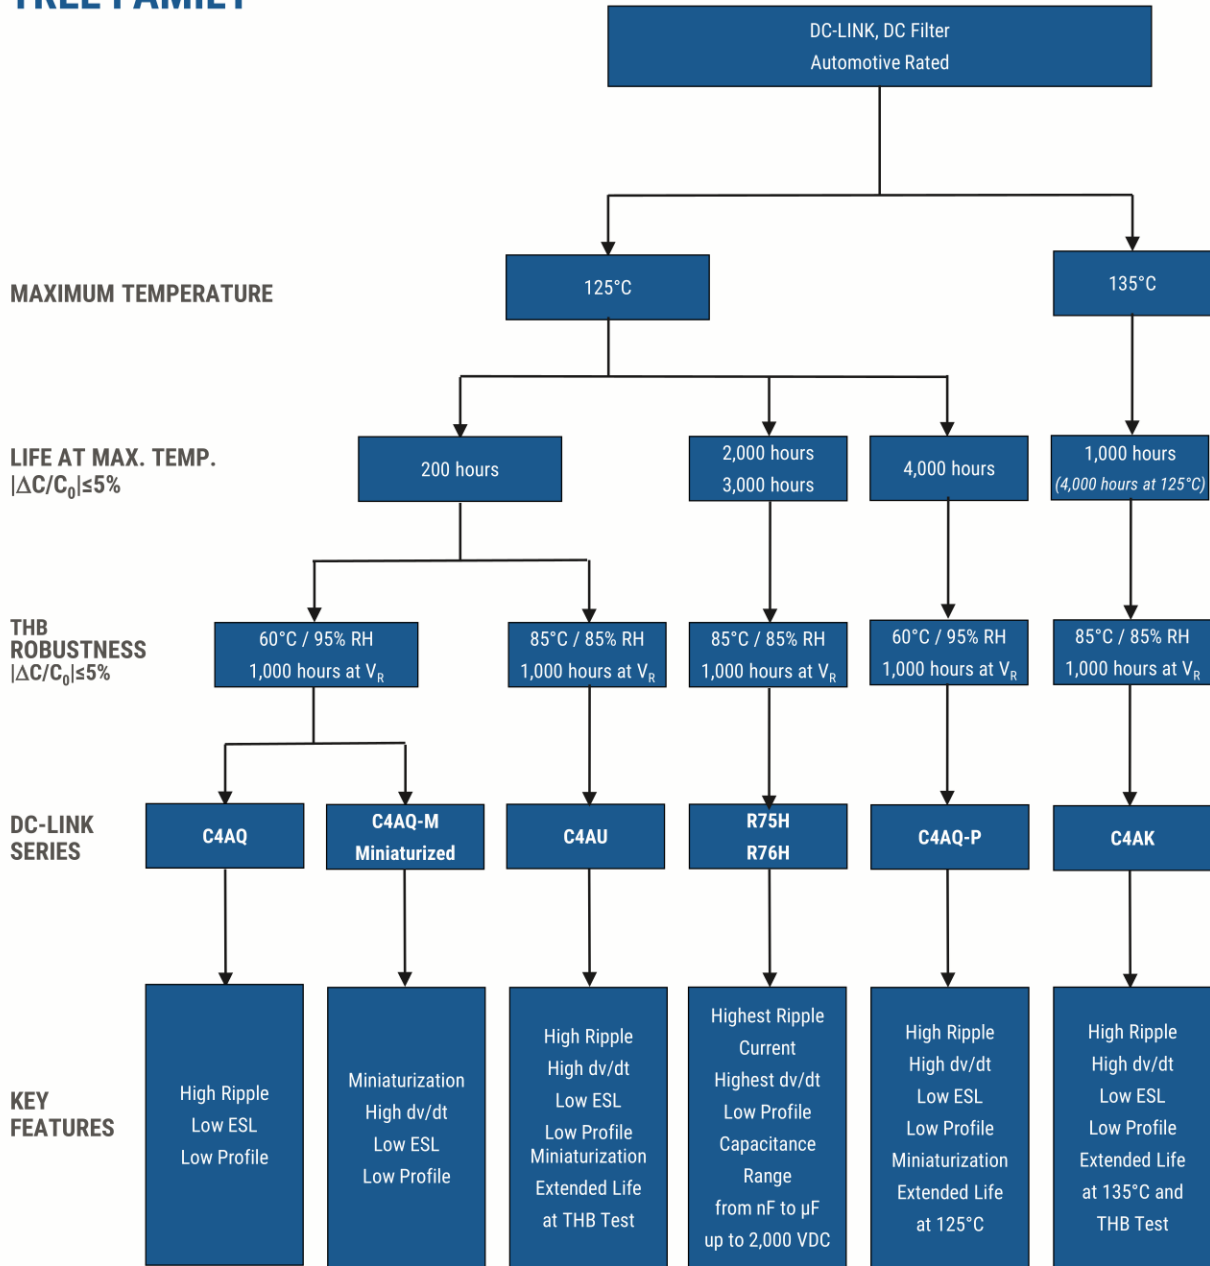 TREE FAMILY
DC-LINK, DC Filter
Automotive Rated
MAXIMUM TEMPERATURE
125°C
135°C
LIFE AT MAX. TEMP.
|ΔC/C₀|≤5%
200 hours
2,000 hours
3,000 hours
4,000 hours
1,000 hours
(4,000 hours at 125°C)
THB
ROBUSTNESS
|ΔC/C₀|≤5%
60°C / 95% RH
1,000 hours at VR
85°C / 85% RH
1,000 hours at VR
85°C / 85% RH
1,000 hours at VR
60°C / 95% RH
1,000 hours at VR
85°C / 85% RH
1,000 hours at VR
DC-LINK
SERIES
C4AQ
C4AQ-M
Miniaturized
C4AU
R75H
R76H
C4AQ-P
C4AK
KEY
FEATURES
High Ripple
Low ESL
Low Profile
Miniaturization
High dv/dt
Low ESL
Low Profile
High Ripple
High dv/dt
Low ESL
Low Profile
Miniaturization
Extended Life
at THB Test
Highest Ripple
Current
Highest dv/dt
Low Profile
Capacitance
Range
from nF to µF
up to 2,000 VDC
High Ripple
High dv/dt
Low ESL
Low Profile
Miniaturization
Extended Life
at 125°C
High Ripple
High dv/dt
Low ESL
Low Profile
Extended Life
at 135°C and
THB Test